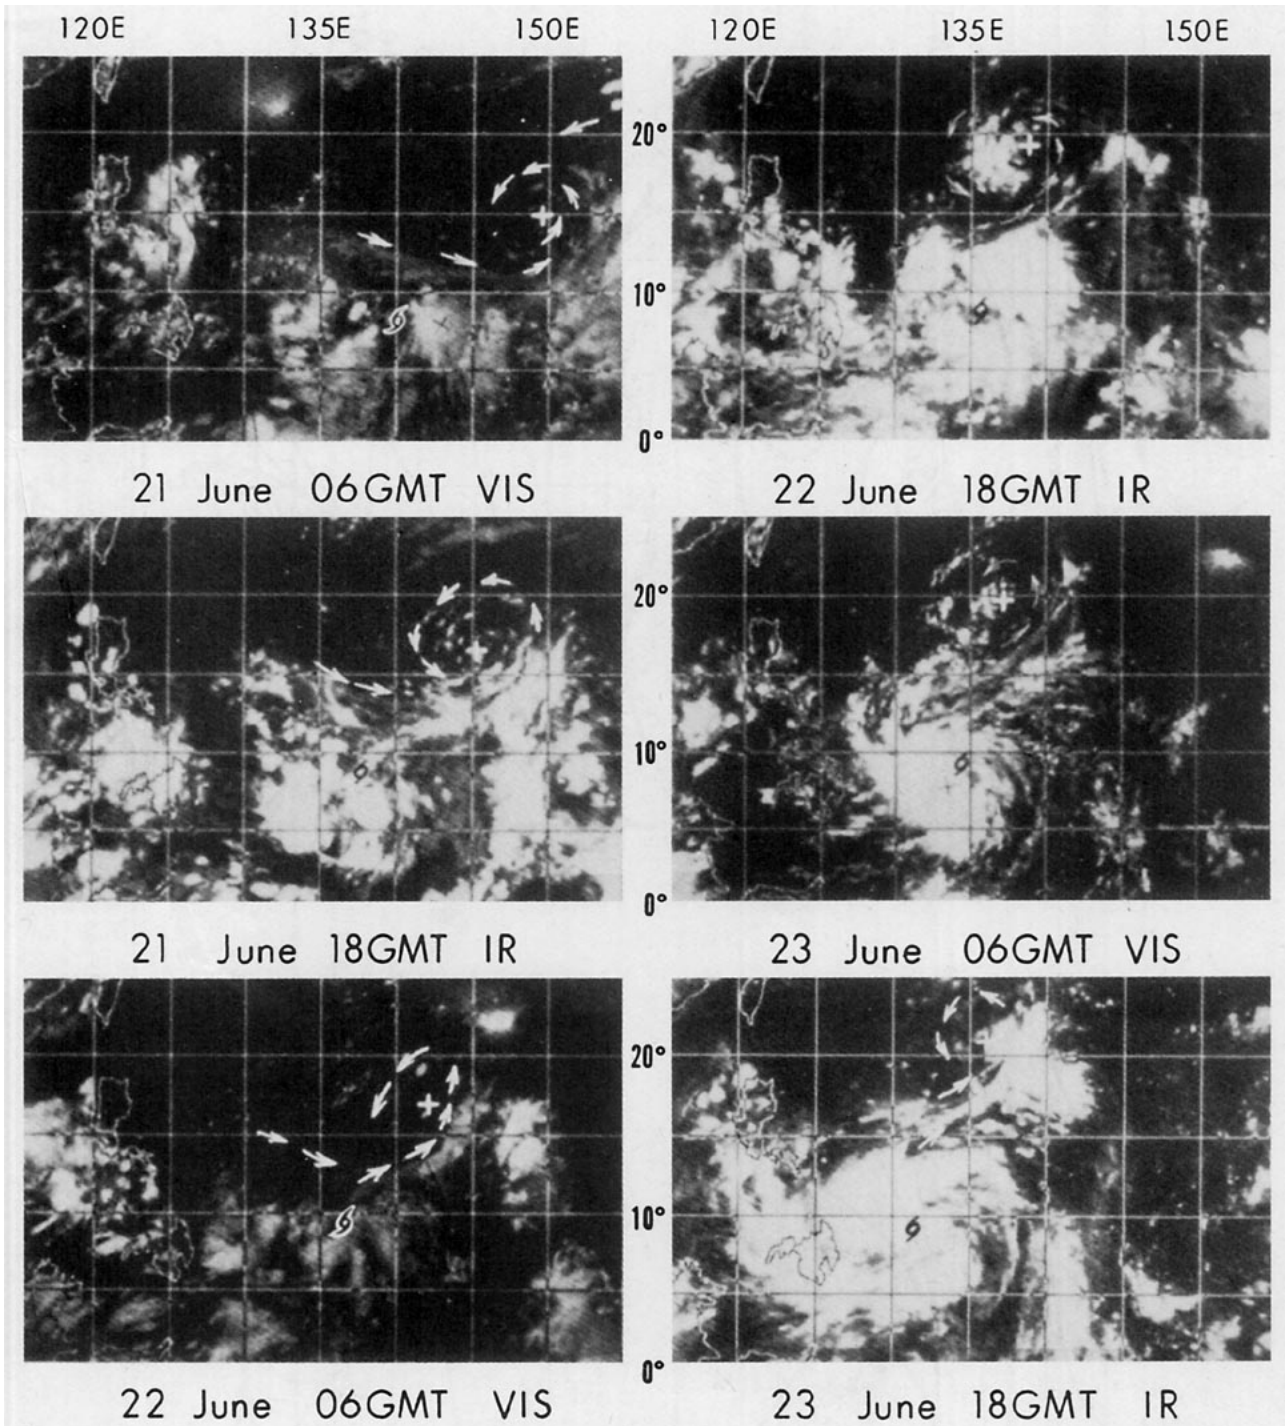 120E 135E 150E 120E 135E 150E
20°
10°
0°
21 June 06GMT VIS 22 June 18GMT IR
20°
10°
0°
21 June 18GMT IR 23 June 06GMT VIS
20°
10°
0°
22 June 06GMT VIS 23 June 18GMT IR